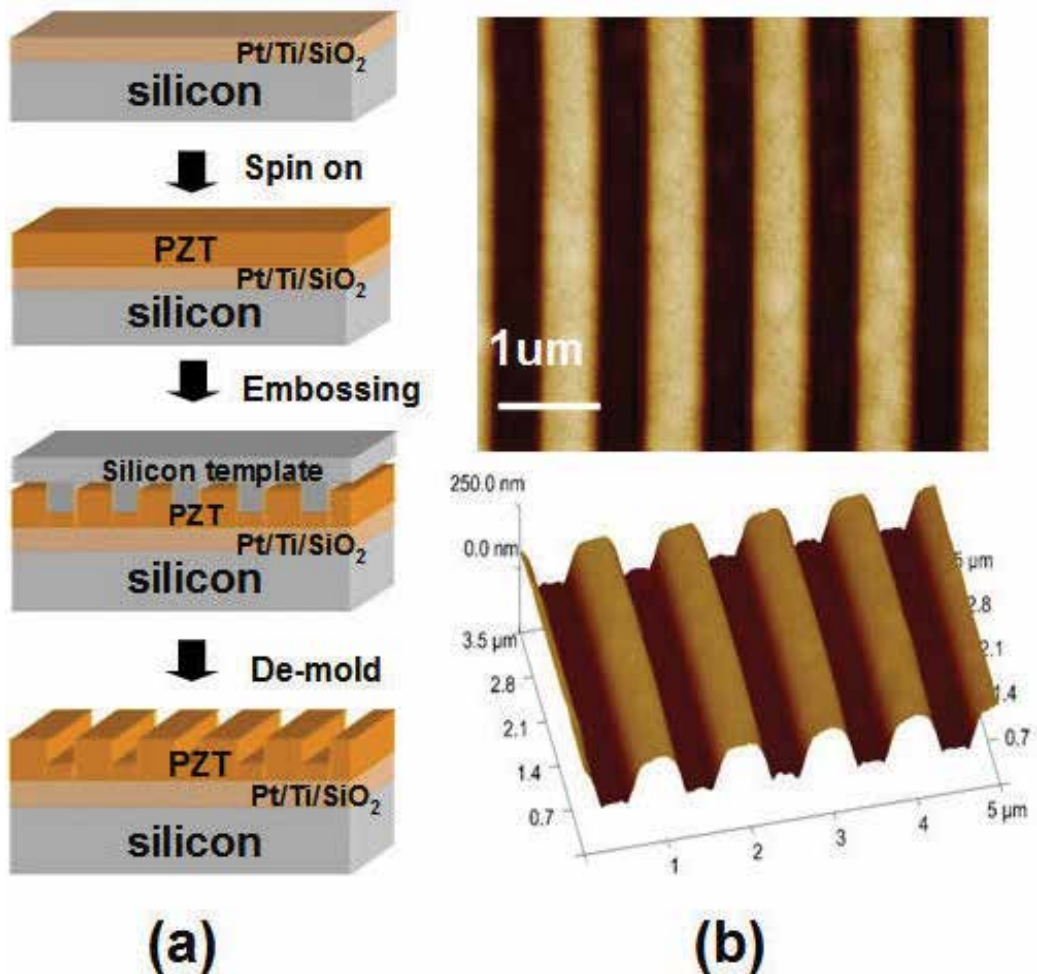 Pt/Ti/SiO₂
silicon
Spin on
PZT
Pt/Ti/SiO₂
silicon
Embossing
Silicon template
PZT
Pt/Ti/SiO₂
silicon
De-mold
PZT
Pt/Ti/SiO₂
silicon
(a)
1um
250.0 nm
0.0 nm
3.5 µm
2.8
2.1
1.4
0.7
1
2
3
4
5 µm
0.7
1.4
2.1
2.8
5 µm
(b)